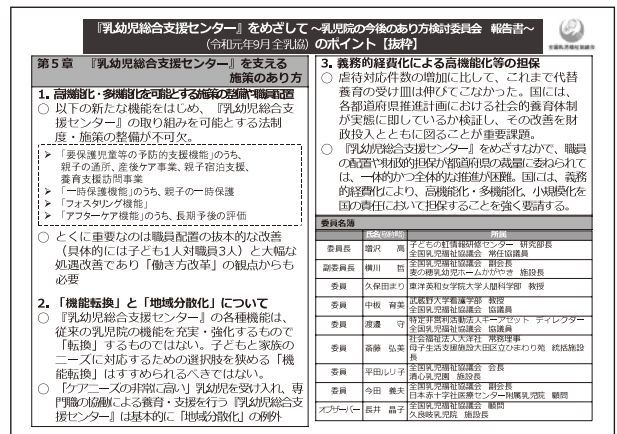 『乳幼児総合支援センター』をめざして ～乳児院の今後のあり方検討委員会　報告書～
(令和元年9月 全乳協) のポイント【抜粋】
全国乳児福祉協議会
第５章　『乳幼児総合支援センター』を支える
施策のあり方
1．高機能化・多機能化を可能とする施策の整備や職員配置
○　以下の新たな機能をはじめ、『乳幼児総合支
援センター』の取り組みを可能とする法制
度・施策の整備が不可欠。
➢　「要保護児童等の予防的支援機能」のうち、
親子の通所、産後ケア事業、親子宿泊支援、
養育支援訪問事業
➢　「一時保護機能」のうち、親子の一時保護
➢　「フォスタリング機能」
➢　「アフターケア機能」のうち、長期予後の評価
○　とくに重要なのは職員配置の抜本的な改善
（具体的には子ども1人対職員3人）と大幅な
処遇改善であり「働き方改革」の観点からも
必要
2．「機能転換」と「地域分散化」について
○　『乳幼児総合支援センター』の各種機能は、
従来の乳児院の機能を充実・強化するもので
「転換」するものではない。子どもと家族の
ニーズに対応するための選択肢を狭める「機
能転換」はすすめられるべきではない。
○　「ケアニーズの非常に高い」乳幼児を受け入れ、専
門職の協働による養育・支援を行う『乳幼児総合支
援センター』は基本的に「地域分散化」の例外
3．義務的経費化による高機能化等の担保
○　虐待対応件数の増加に比して、これまで代替
養育の受け皿は伸びてこなかった。国には、
各都道府県推進計画における社会的養育体制
が実態に即しているか検証し、その改善を財
政投入とともに図ることが重要課題。
○　『乳幼児総合支援センター』をめざすなかで、職員
の配置や財政的担保が都道府県の裁量に委ねられて
は、一体的かつ全体的な推進が困難。国には、義務
的経費化により、高機能化・多機能化、小規模化を
国の責任において担保することを強く要請する。
委員名簿
氏名(敬称略)　所属
委員長　増沢　高　子どもの虹情報研修センター　研究部長
全国乳児福祉協議会　常任協議員
副委員長　横川　哲　全国乳児福祉協議会　副会長
麦の穂乳幼児ホームかがやき　施設長
委員　久保田まり　東洋英和女学院大学人間科学部　教授
委員　中板　育美　武蔵野大学看護学部　教授
全国乳児福祉協議会　協議員
委員　渡邊　守　特定非営利活動法人キーアセット　ディレクター
全国乳児福祉協議会　協議員
委員　斎藤　弘美　社会福祉法人大洋社　常務理事
母子生活支援施設大田区立ひまわり苑　統括施設
長
委員　平田ルリ子　全国乳児福祉協議会　会長
清心乳児園　施設長
委員　今田　義夫　全国乳児福祉協議会　副会長
日本赤十字社医療センター附属乳児院　顧問
オブザーバー　長井　晶子　全国乳児福祉協議会　顧問
久良岐乳児院　施設長